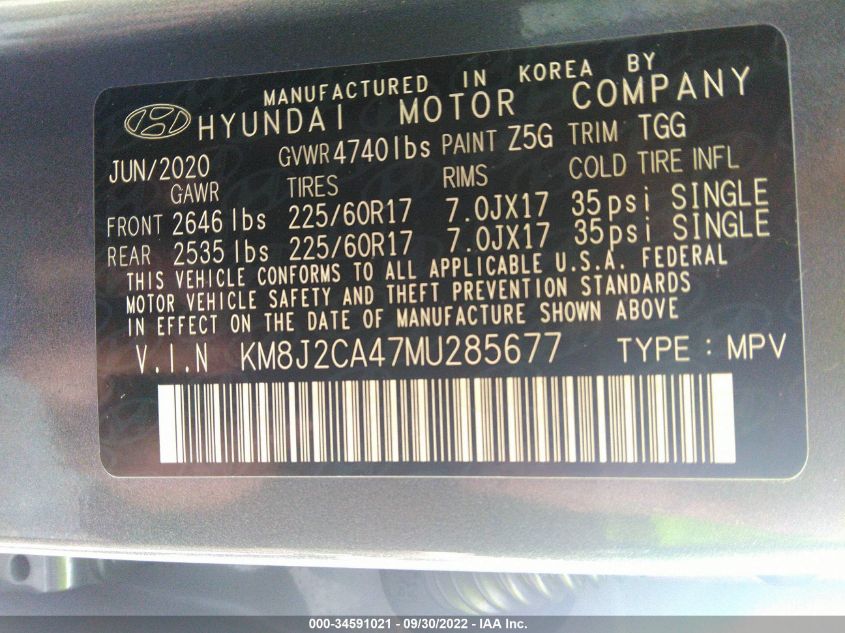 MANUFACTURED IN KOREA BY
HYUNDAI MOTOR COMPANY
JUN/2020 GVWR 4740lbs PAINT Z5G TRIM TGG
GAWR TIRES RIMS COLD TIRE INFL
FRONT 2646 lbs 225/60R17 7.0JX17 35psi SINGLE
REAR 2535 lbs 225/60R17 7.0JX17 35psi SINGLE
THIS VEHICLE CONFORMS TO ALL APPLICABLE U.S.A. FEDERAL
MOTOR VEHICLE SAFETY AND THEFT PREVENTION STANDARDS
IN EFFECT ON THE DATE OF MANUFACTURE SHOWN ABOVE
V.I.N KM8J2CA47MU285677 TYPE : MPV
000-34591021 - 09/30/2022 - IAA Inc.